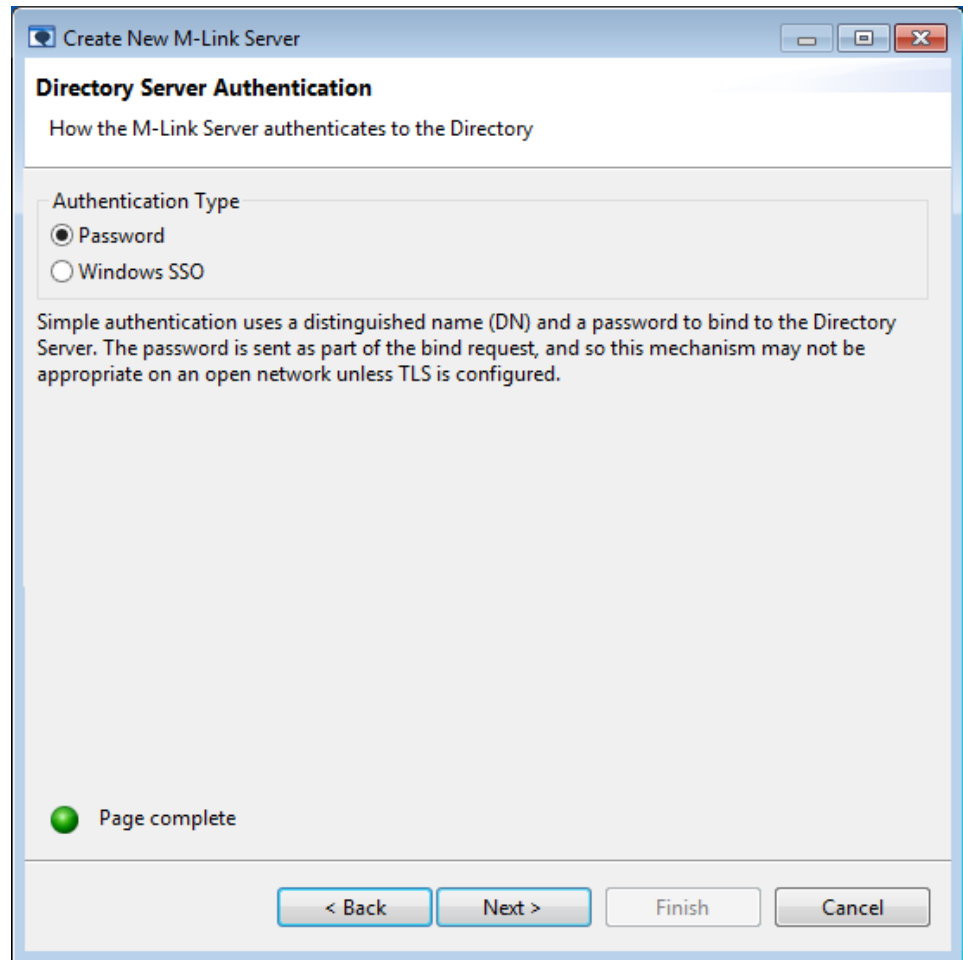 Create New M-Link Server
Directory Server Authentication
How the M-Link Server authenticates to the Directory
Authentication Type
Password
Windows SSO
Simple authentication uses a distinguished name (DN) and a password to bind to the Directory
Server. The password is sent as part of the bind request, and so this mechanism may not be
appropriate on an open network unless TLS is configured.
Page complete
< Back
Next >
Finish
Cancel